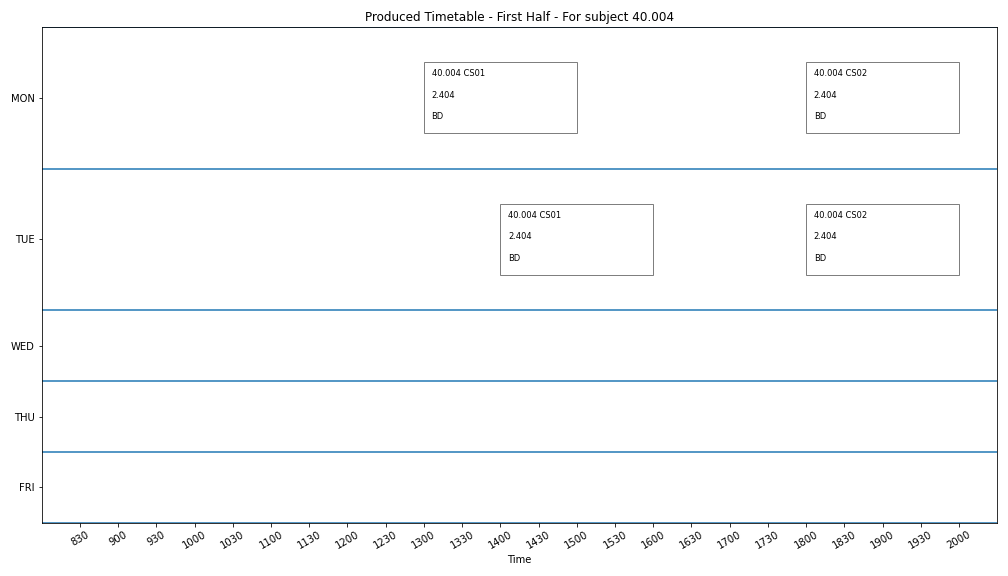 Produced Timetable - First Half - For subject 40.004
MON
40.004 CS01
2.404
BD
40.004 CS02
2.404
BD
TUE
40.004 CS01
2.404
BD
40.004 CS02
2.404
BD
WED
THU
FRI
830 900 930 1000 1030 1100 1130 1200 1230 1300 1330 1400 1430 1500 1530 1600 1630 1700 1730 1800 1830 1900 1930 2000
Time